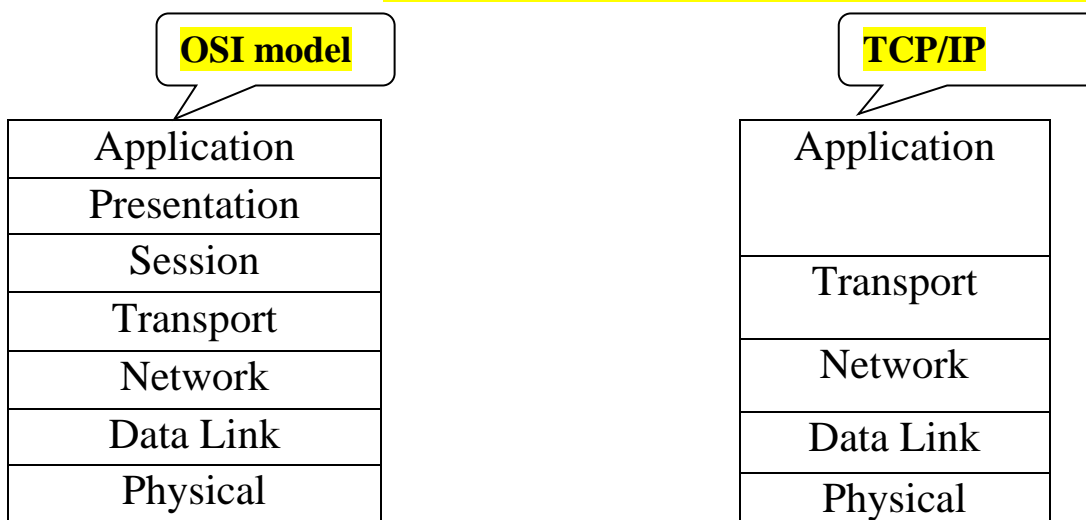 OSI model
Application
Presentation
Session
Transport
Network
Data Link
Physical
TCP/IP
Application
Transport
Network
Data Link
Physical